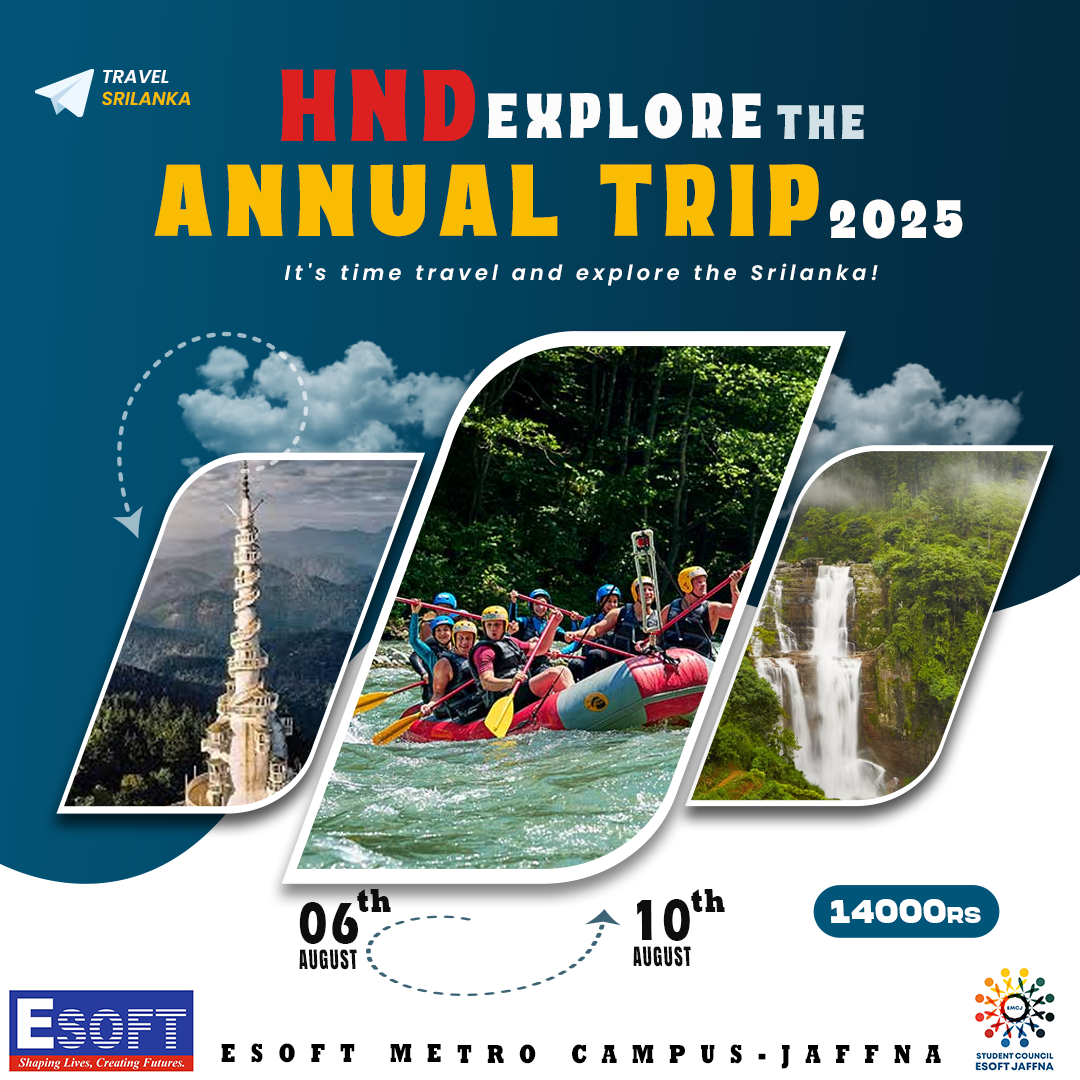 TRAVEL
SRILANKA
HND EXPLORE THE
ANNUAL TRIP 2025
It's time travel and explore the Srilanka!
06th
AUGUST
10th
AUGUST
14000RS
ESOFT
Shaping Lives, Creating Futures.
ESOFT METRO CAMPUS-JAFFNA
EMCJ
STUDENT COUNCIL
ESOFT JAFFNA